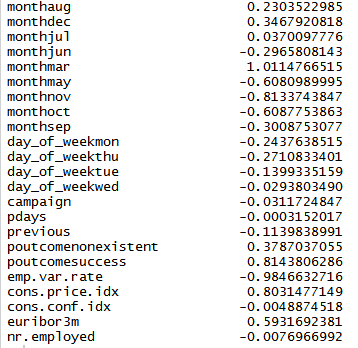 monthaug 0.2303522985
monthdec 0.3467920818
monthjul 0.0370097776
monthjun -0.2965808143
monthmar 1.0114766515
monthmay -0.6080989995
monthnov -0.8133743847
monthoct -0.6087753863
monthsep -0.3008753077
day_of_weekmon -0.2437638515
day_of_weekthu -0.2710833401
day_of_weektue -0.1399335159
day_of_weekwed -0.0293803490
campaign -0.0311724847
pdays -0.0003152017
previous -0.1139838991
poutcomenonexistent 0.3787037055
poutcomesuccess 0.8143806286
emp.var.rate -0.9846632716
cons.price.idx 0.8031477149
cons.conf.idx -0.0048874518
euribor3m 0.5931692381
nr.employed -0.0076966992